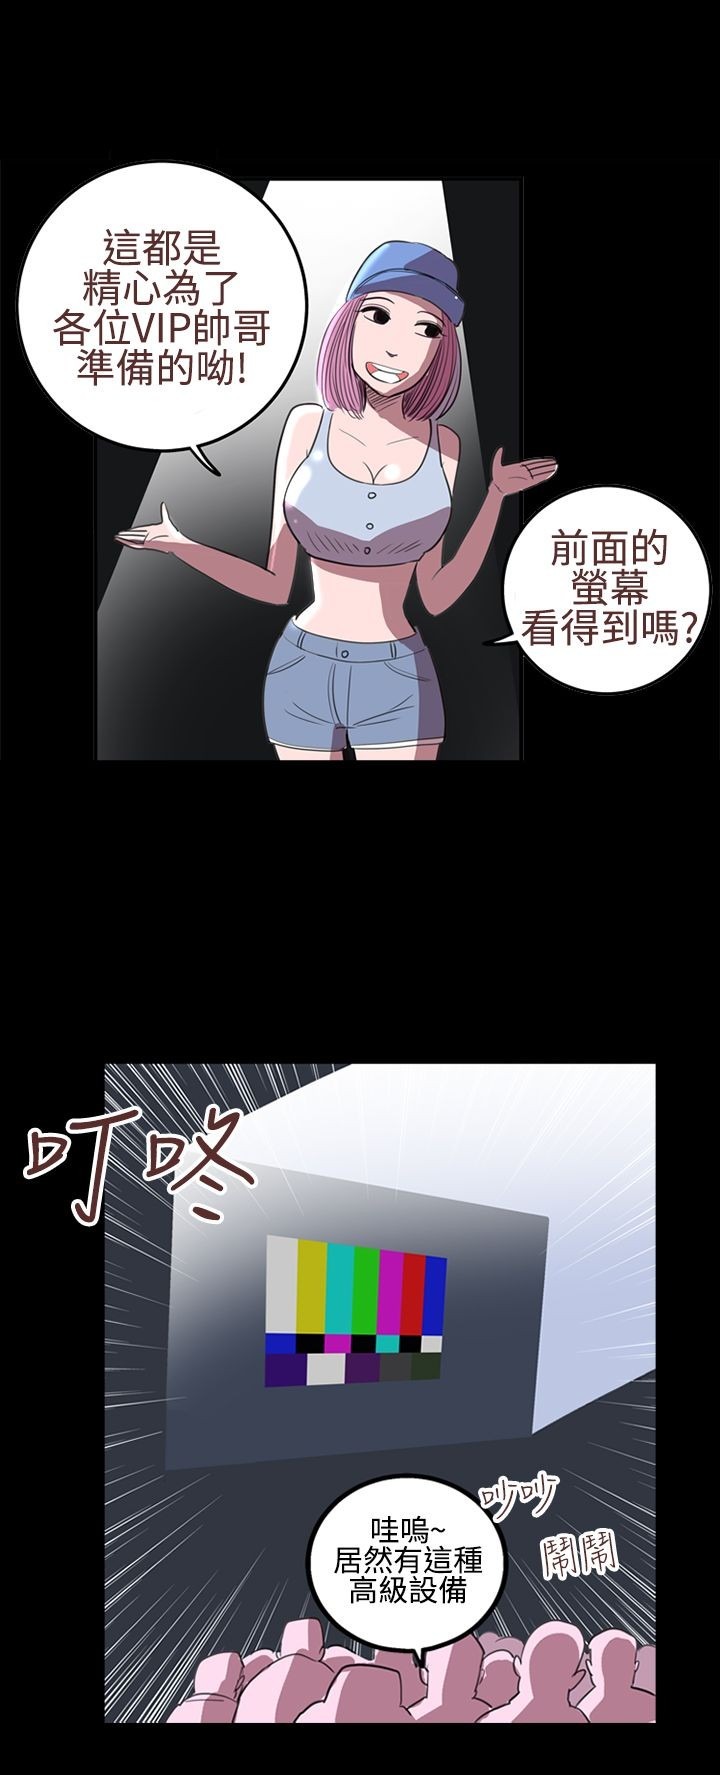 這都是
精心為了
各位VIP帥哥
準備的呦!
前面的
螢幕
看得到嗎?
叮咚
哇嗚~
居然有這種
高級設備
吵吵
鬧鬧